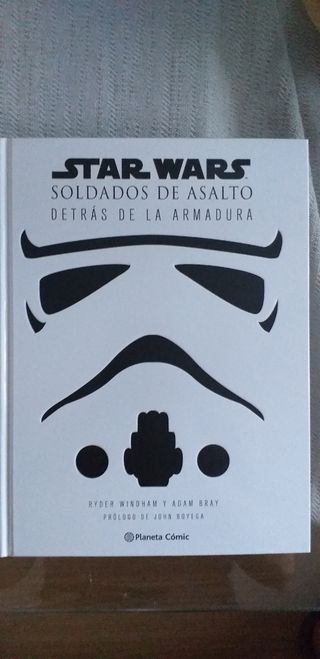 STAR WARS
SOLDADOS DE ASALTO
DETRÁS DE LA ARMADURA
RYDER WINDHAM Y ADAM BRAY
PRÓLOGO DE JOHN BOYEGA
Planeta Cómic